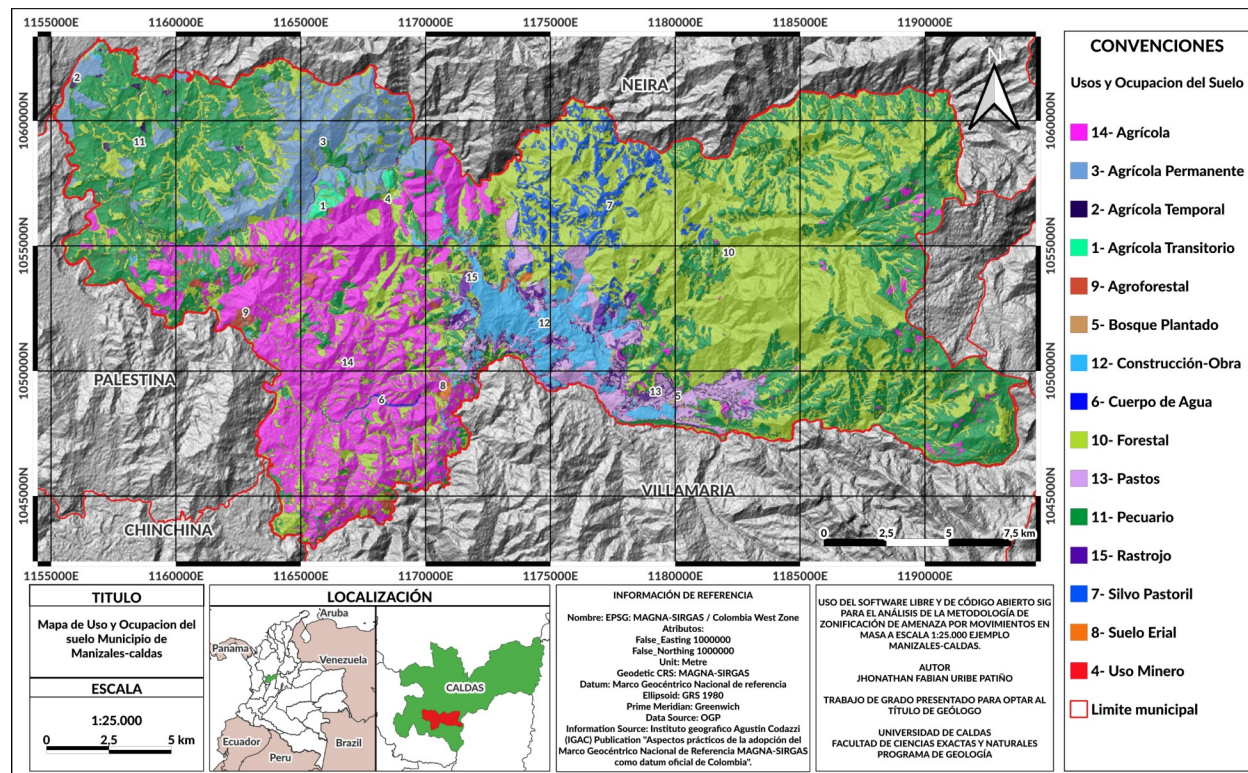 1155000E 1160000E 1165000E 1170000E 1175000E 1180000E 1185000E 1190000E
1060000N 1060000N
1055000N 1055000N
1050000N 1050000N
1045000N 1045000N
NEIRA
N
2
11
3
1
4
7
10
15
12
9
14
8
6
13
5
PALESTINA
CHINCHINA
VILLAMARIA
0 2,5 5 7,5 km
1155000E 1160000E 1165000E 1170000E 1175000E 1180000E 1185000E 1190000E
CONVENCIONES
Usos y Ocupacion del Suelo
14- Agrícola
3- Agrícola Permanente
2- Agrícola Temporal
1- Agrícola Transitorio
9- Agroforestal
5- Bosque Plantado
12- Construcción-Obra
6- Cuerpo de Agua
10- Forestal
13- Pastos
11- Pecuario
15- Rastrojo
7- Silvo Pastoril
8- Suelo Erial
4- Uso Minero
Limite municipal
TITULO
Mapa de Uso y Ocupacion del
suelo Municipio de
Manizales-caldas
ESCALA
1:25.000
0 2,5 5 km
LOCALIZACIÓN
Aruba
Panama
Venezuela
Ecuador
Brazil
Peru
CALDAS
INFORMACIÓN DE REFERENCIA
Nombre: EPSG: MAGNA-SIRGAS / Colombia West Zone
Atributos:
False_Easting 1000000
False_Northing 1000000
Unit: Metre
Geodetic CRS: MAGNA-SIRGAS
Datum: Marco Geocéntrico Nacional de referencia
Ellipsoid: GRS 1980
Prime Meridian: Greenwich
Data Source: OGP
Information Source: Instituto geografico Agustin Codazzi
(IGAC) Publication "Aspectos prácticos de la adopción del
Marco Geocéntrico Nacional de Referencia MAGNA-SIRGAS
como datum oficial de Colombia".
USO DEL SOFTWARE LIBRE Y DE CÓDIGO ABIERTO SIG
PARA EL ANÁLISIS DE LA METODOLOGÍA DE
ZONIFICACIÓN DE AMENAZA POR MOVIMIENTOS EN
MASA A ESCALA 1:25.000 EJEMPLO
MANIZALES-CALDAS.
AUTOR
JHONATHAN FABIAN URIBE PATIÑO
TRABAJO DE GRADO PRESENTADO PARA OPTAR AL
TÍTULO DE GEÓLOGO
UNIVERSIDAD DE CALDAS
FACULTAD DE CIENCIAS EXACTAS Y NATURALES
PROGRAMA DE GEOLOGÍA